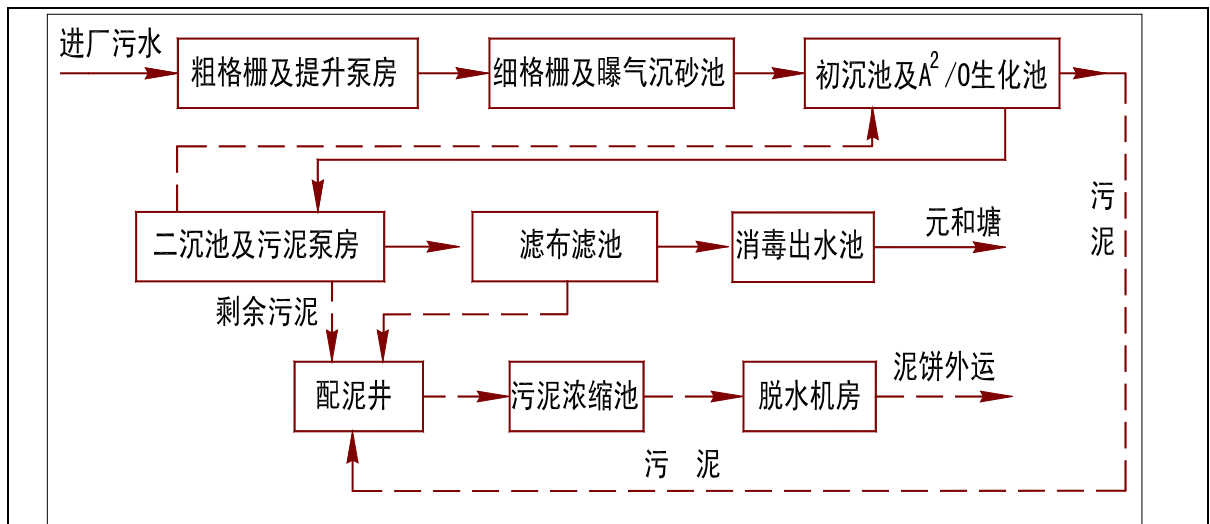 进厂污水
粗格栅及提升泵房
细格栅及曝气沉砂池
初沉池及A²/O生化池
污泥
二沉池及污泥泵房
滤布滤池
消毒出水池
元和塘
剩余污泥
配泥井
污泥浓缩池
脱水机房
泥饼外运
污 泥